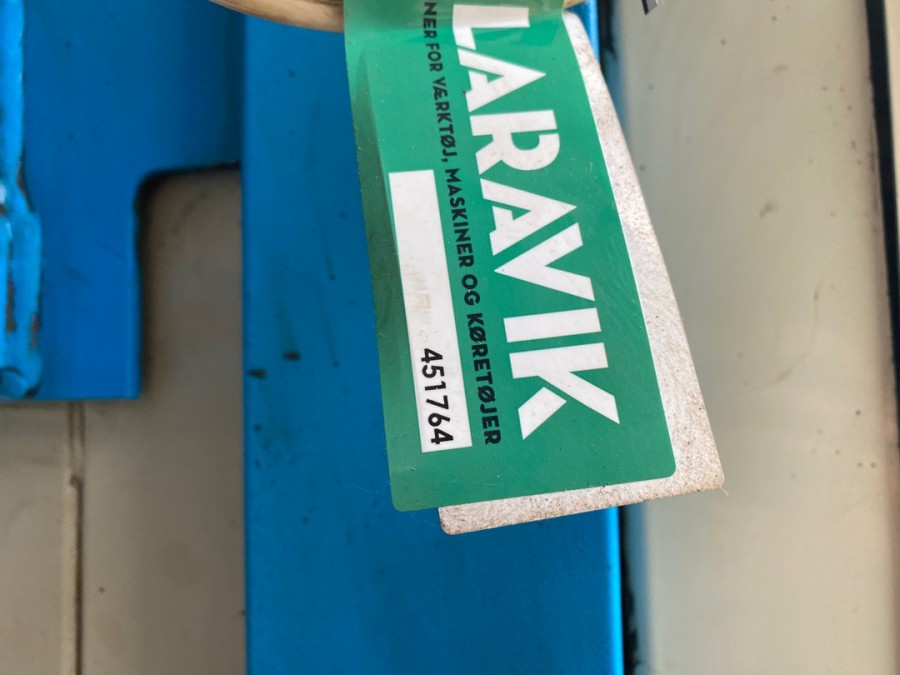 LARAVIK
NER FOR VÆRKTØJ, MASKINER OG KØRETØJER
451764